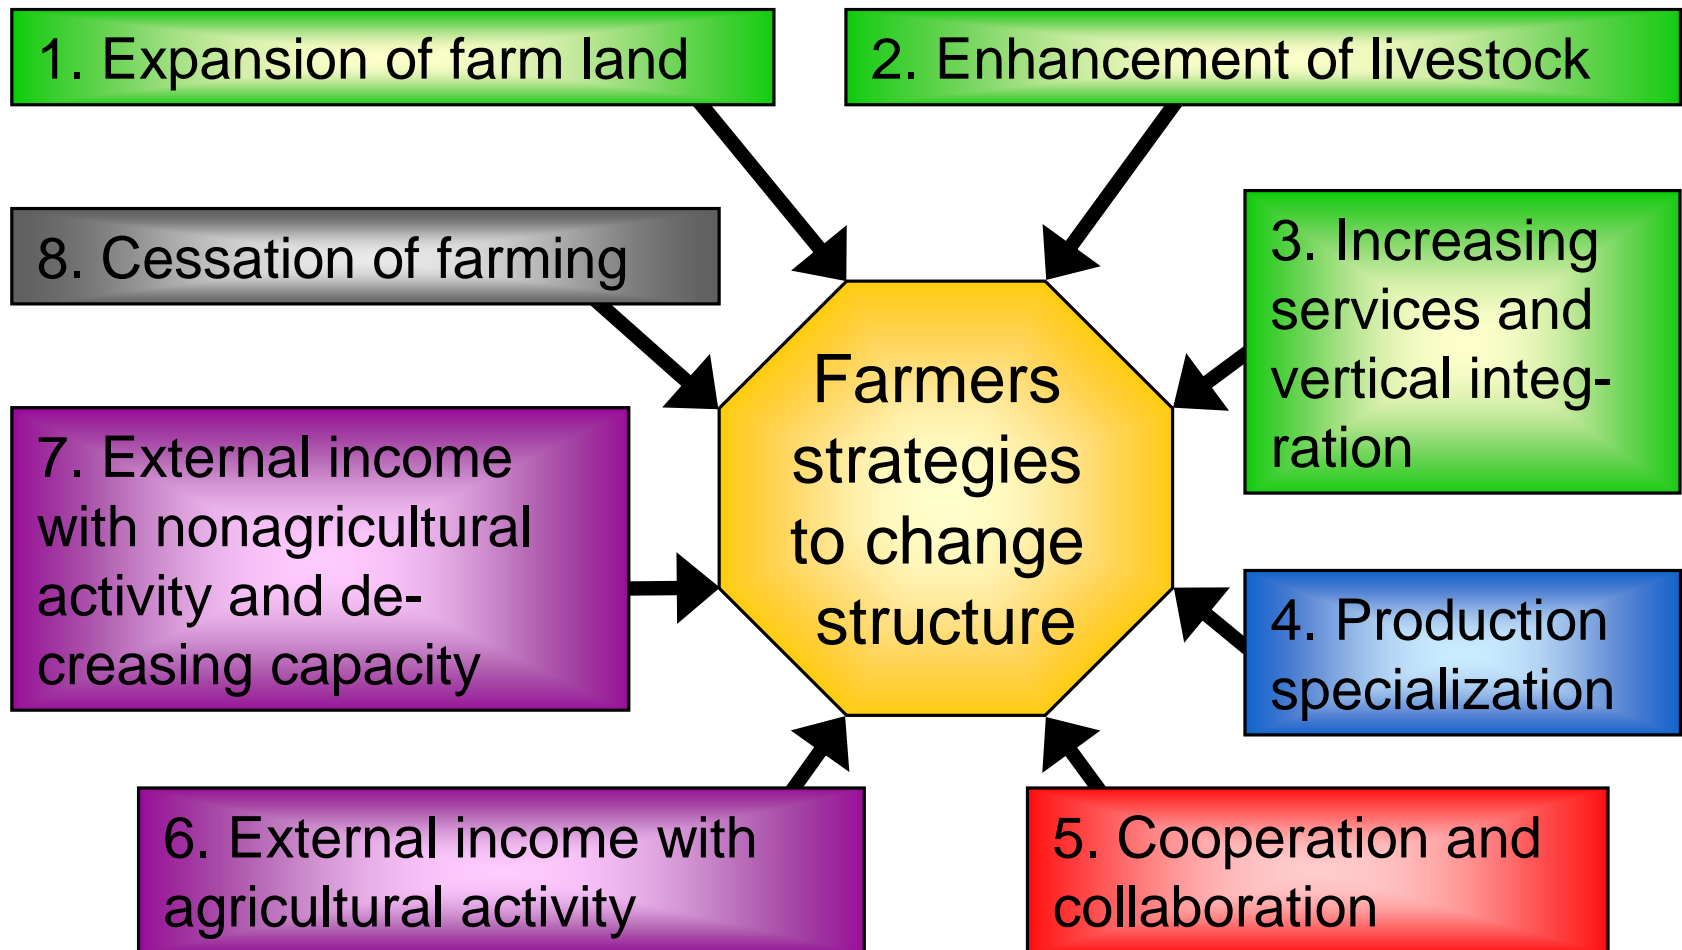 1. Expansion of farm land
2. Enhancement of livestock
3. Increasing
services and
vertical integ-
ration
4. Production
specialization
5. Cooperation and
collaboration
6. External income with
agricultural activity
7. External income
with nonagricultural
activity and de-
creasing capacity
8. Cessation of farming
Farmers
strategies
to change
structure